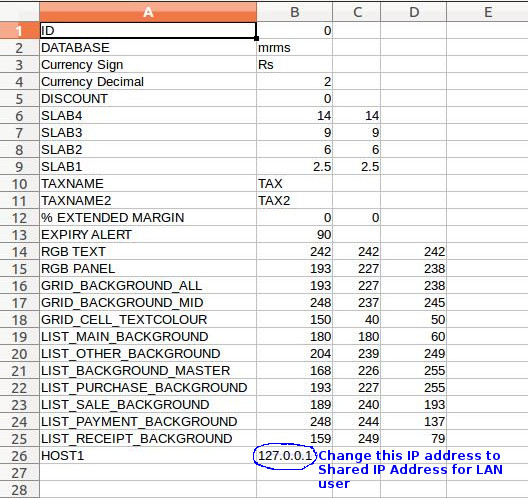 A B C D E
1 ID 0
2 DATABASE mrms
3 Currency Sign Rs
4 Currency Decimal 2
5 DISCOUNT 0
6 SLAB4 14 14
7 SLAB3 9 9
8 SLAB2 6 6
9 SLAB1 2.5 2.5
10 TAXNAME TAX
11 TAXNAME2 TAX2
12 % EXTENDED MARGIN 0 0
13 EXPIRY ALERT 90
14 RGB TEXT 242 242 242
15 RGB PANEL 193 227 238
16 GRID_BACKGROUND_ALL 193 227 238
17 GRID_BACKGROUND_MID 248 237 245
18 GRID_CELL_TEXTCOLOUR 150 40 50
19 LIST_MAIN_BACKGROUND 180 180 60
20 LIST_OTHER_BACKGROUND 204 239 249
21 LIST_BACKGROUND_MASTER 168 226 255
22 LIST_PURCHASE_BACKGROUND 193 227 255
23 LIST_SALE_BACKGROUND 189 240 193
24 LIST_PAYMENT_BACKGROUND 248 244 137
25 LIST_RECEIPT_BACKGROUND 159 249 79
26 HOST1 127.0.0.1 Change this IP address to
Shared IP Address for LAN
user
27
28